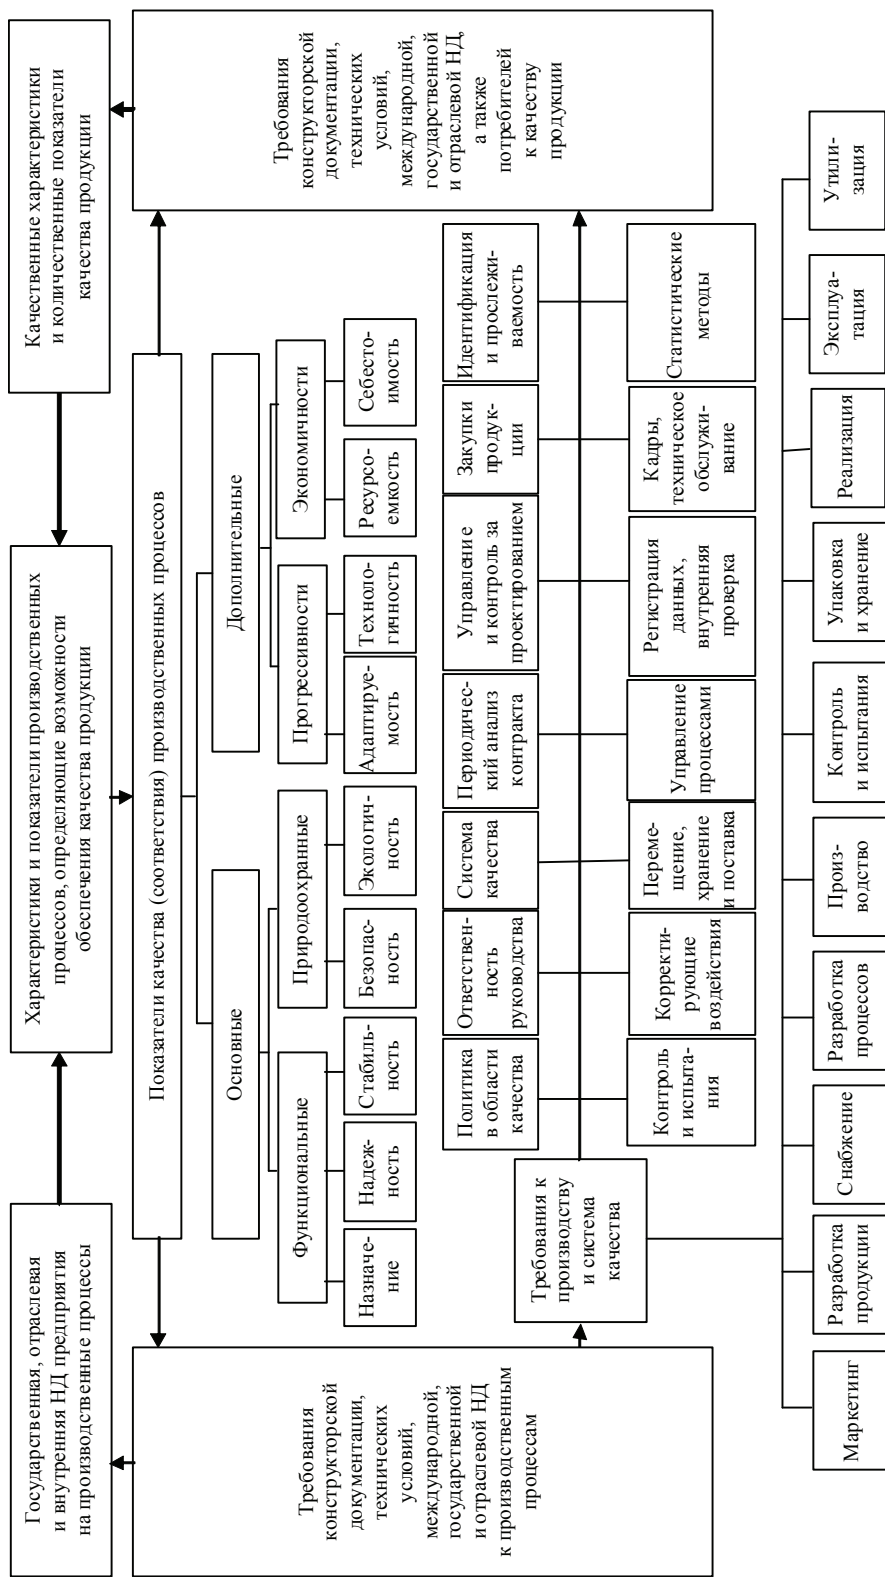 Государственная, отраслевая
и внутренняя НД предприятия
на производственные процессы
Характеристики и показатели производственных
процессов, определяющие возможности
обеспечения качества продукции
Качественные характеристики
и количественные показатели
качества продукции
Показатели качества (соответствия) производственных процессов
Основные
Дополнительные
Функциональные
Природоохранные
Прогрессивности
Экономичности
Назначе-
ние
Надеж-
ность
Стабиль-
ность
Безопас-
ность
Экологич-
ность
Адаптируе-
мость
Техноло-
гичность
Ресурсо-
емкость
Себесто-
имость
Требования
конструкторской
документации,
технических
условий,
международной,
государственной
и отраслевой НД
к производственным
процессам
Требования
конструкторской
документации,
технических
условий,
международной,
государственной
и отраслевой НД,
а также
потребителей
к качеству
продукции
Политика
в области
качества
Ответствен-
ность
руководства
Система
качества
Периодичес-
кий анализ
контракта
Управление
и контроль за
проектированием
Закупки
продук-
ции
Идентификация
и прослежи-
ваемость
Требования к
производству
и система
качества
Контроль
и испыта-
ния
Корректи-
рующие
воздействия
Переме-
щение,
хранение
и поставка
Управление
процессами
Регистрация
данных,
внутренняя
проверка
Кадры,
техническое
обслужи-
вание
Статистические
методы
Маркетинг
Разработка
продукции
Снабжение
Разработка
процессов
Произ-
водство
Контроль
и испытания
Упаковка
и хранение
Реализация
Эксплуа-
тация
Утили-
зация